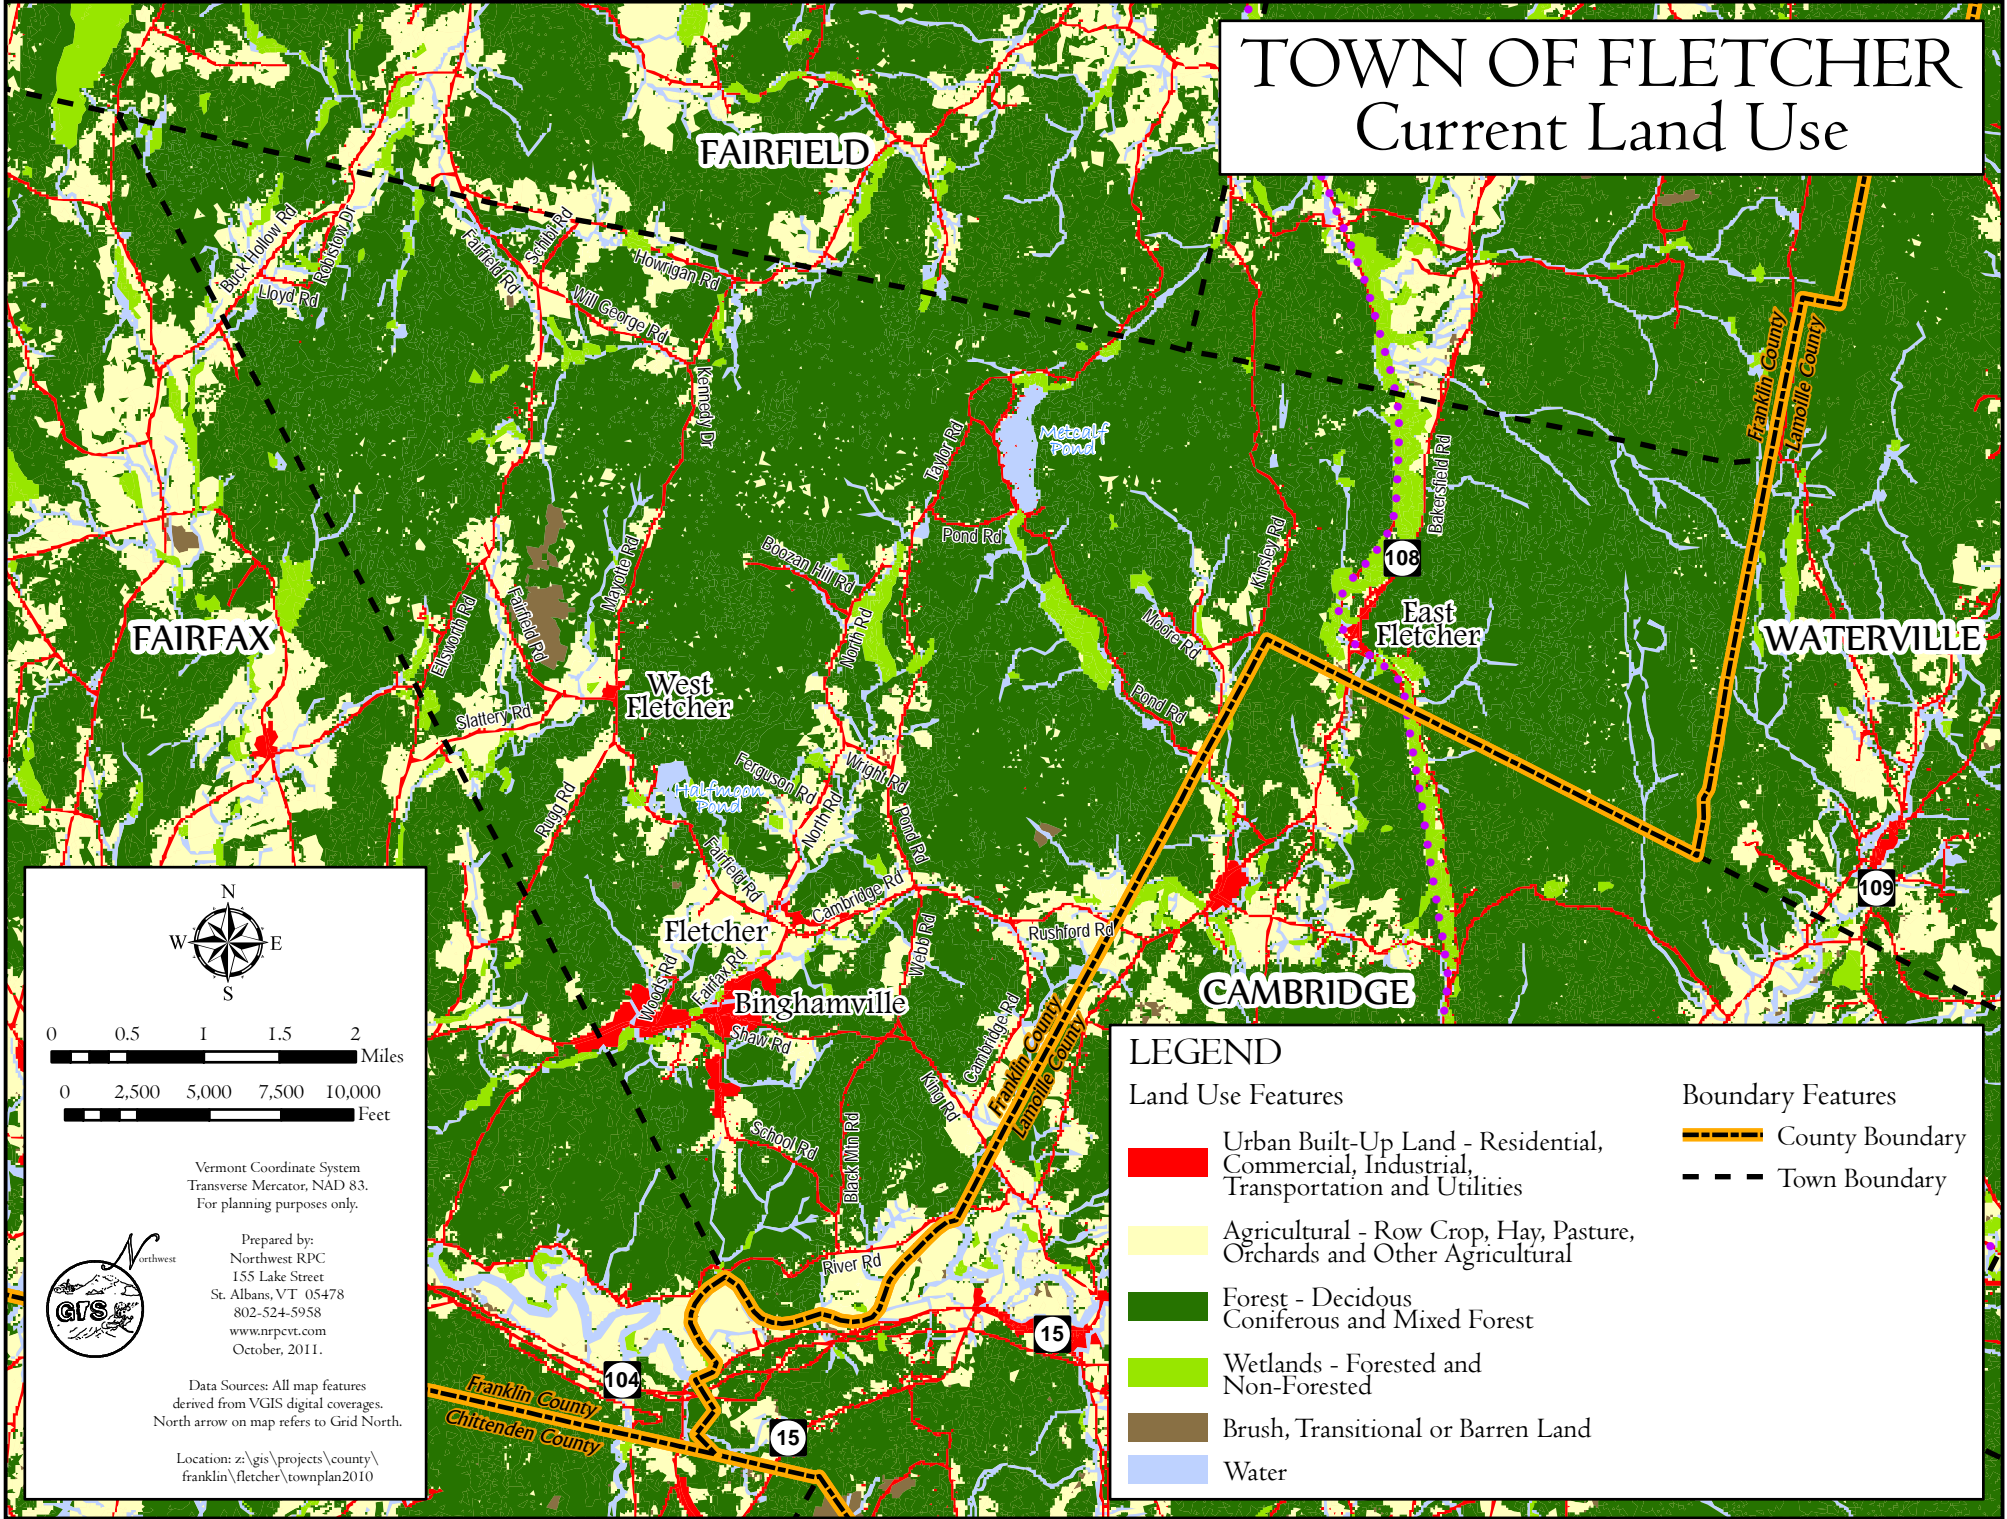 TOWN OF FLETCHER
Current Land Use
FAIRFIELD
Buck Hollow Rd
Robistow Dr
Lloyd Rd
Fairfield Rd
Schibi Rd
Howrigan Rd
Will George Rd
Kennedy Dr
Franklin County
Lamoille County
Metcalf
Pond
Taylor Rd
Bakersfield Rd
Pond Rd
108
Kinsley Rd
Boozan Hill Rd
Mayotte Rd
Fairfield Rd
Ellsworth Rd
North Rd
Moore Rd
East
Fletcher
FAIRFAX
WATERVILLE
West
Fletcher
Slattery Rd
Pond Rd
Wright Rd
Ferguson Rd
Halfmoon
Pond
North Rd
Pond Rd
Rugg Rd
Fairfield Rd
Cambridge Rd
109
Fletcher
Webb Rd
Rushford Rd
Woods Rd
Fairfax Rd
Binghamville
CAMBRIDGE
Shaw Rd
Cambridge Rd
King Rd
Franklin County
Lamoille County
School Rd
Black Mtn Rd
River Rd
15
104
15
Franklin County
Chittenden County
N
W
E
S
0 0.5 1 1.5 2
Miles
0 2,500 5,000 7,500 10,000
Feet
Vermont Coordinate System
Transverse Mercator, NAD 83.
For planning purposes only.
Northwest
GIS
Prepared by:
Northwest RPC
155 Lake Street
St. Albans, VT 05478
802-524-5958
www.nrpcvt.com
October, 2011.
Data Sources: All map features
derived from VGIS digital coverages.
North arrow on map refers to Grid North.
Location: z:\gis\projects\county\
franklin\fletcher\townplan2010
LEGEND
Land Use Features
Urban Built-Up Land - Residential,
Commercial, Industrial,
Transportation and Utilities
Agricultural - Row Crop, Hay, Pasture,
Orchards and Other Agricultural
Forest - Decidous
Coniferous and Mixed Forest
Wetlands - Forested and
Non-Forested
Brush, Transitional or Barren Land
Water
Boundary Features
County Boundary
Town Boundary